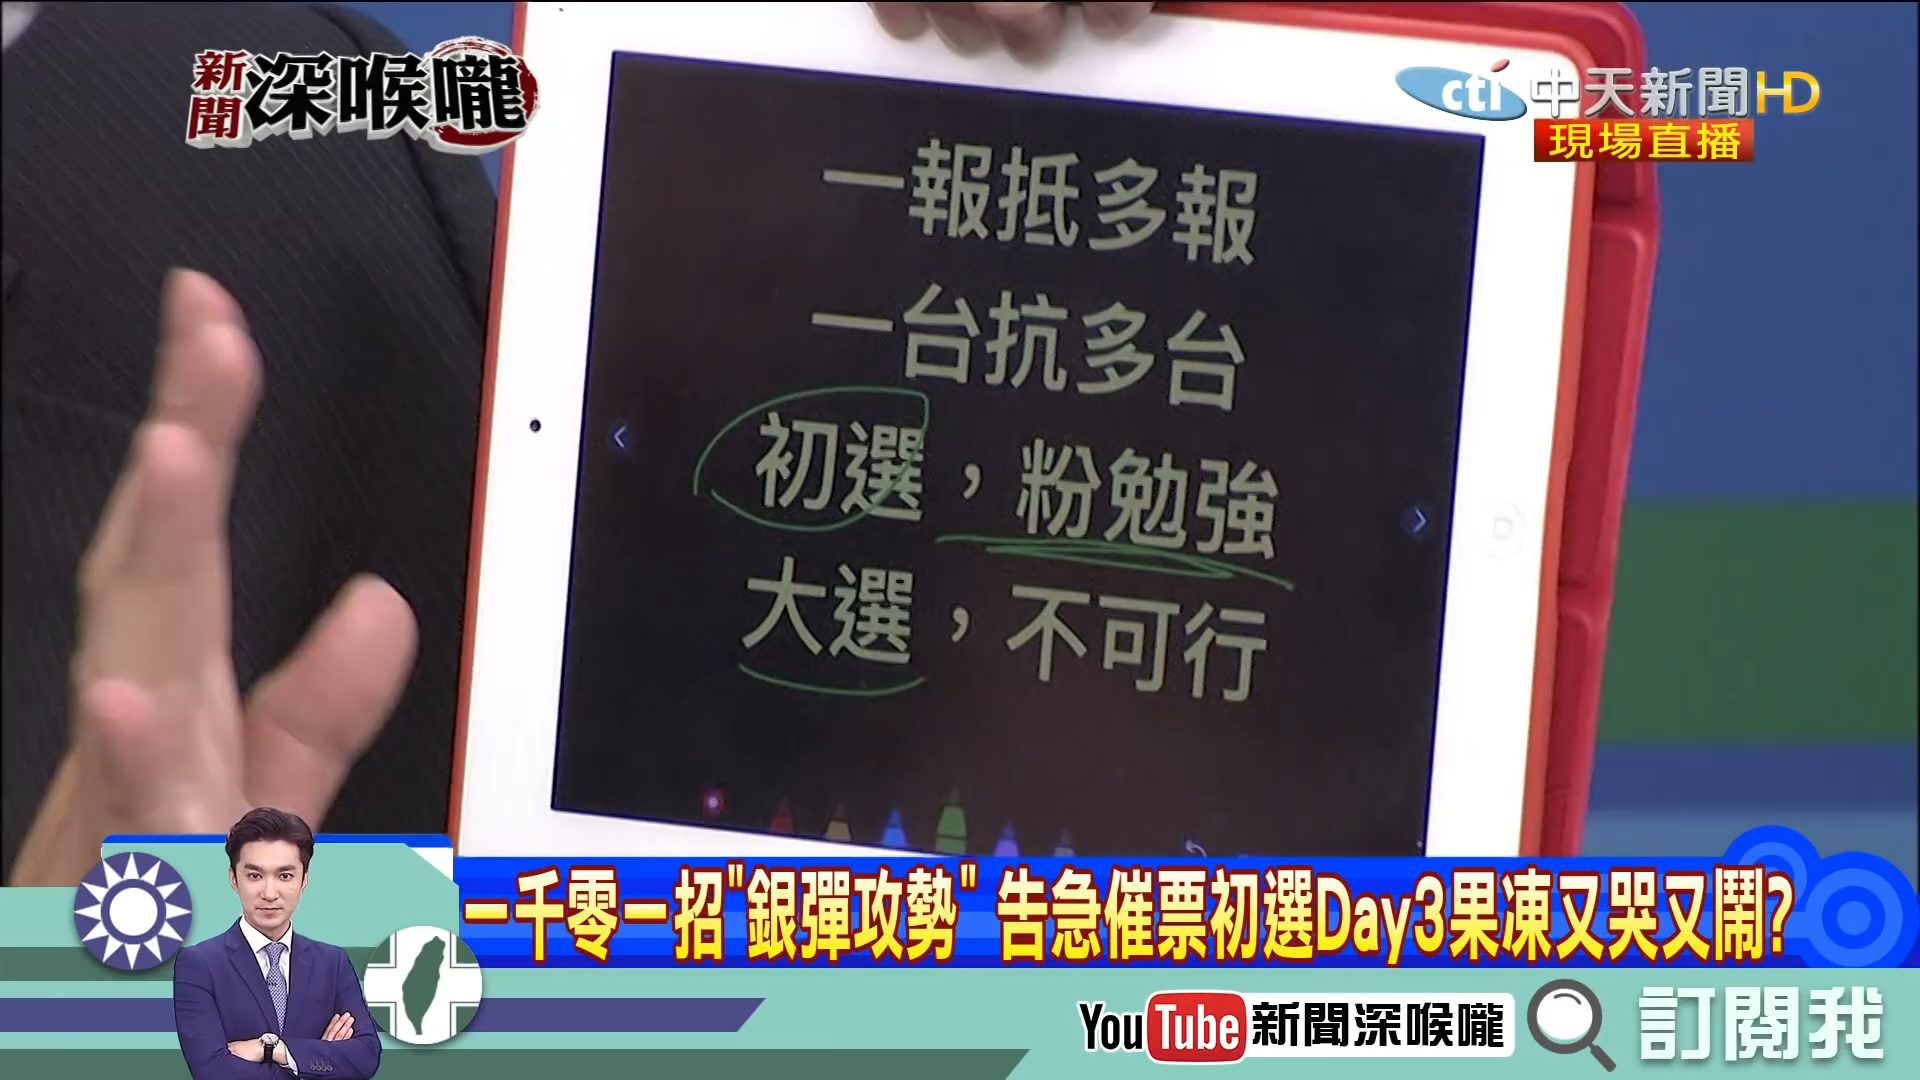 新聞深喉嚨
cti 中天新聞HD
現場直播
一報抵多報
一台抗多台
初選，粉勉強
大選，不可行
一千零一招"銀彈攻勢" 告急催票初選Day3果凍又哭又鬧?
YouTube 新聞深喉嚨 訂閱我